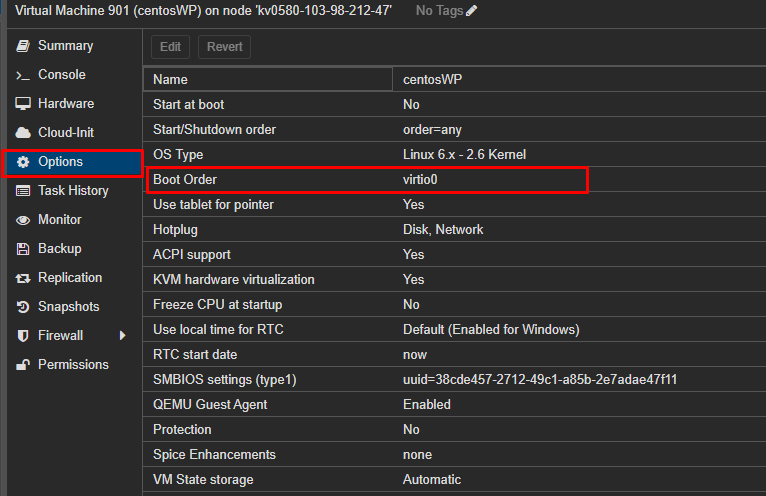 Virtual Machine 901 (centosWP) on node 'kv0580-103-98-212-47' No Tags
Summary
Console
Hardware
Cloud-Init
Options
Task History
Monitor
Backup
Replication
Snapshots
Firewall
Permissions
Edit Revert
Name centosWP
Start at boot No
Start/Shutdown order order=any
OS Type Linux 6.x - 2.6 Kernel
Boot Order virtio0
Use tablet for pointer Yes
Hotplug Disk, Network
ACPI support Yes
KVM hardware virtualization Yes
Freeze CPU at startup No
Use local time for RTC Default (Enabled for Windows)
RTC start date now
SMBIOS settings (type1) uuid=38cde457-2712-49c1-a85b-2e7adae47f11
QEMU Guest Agent Enabled
Protection No
Spice Enhancements none
VM State storage Automatic